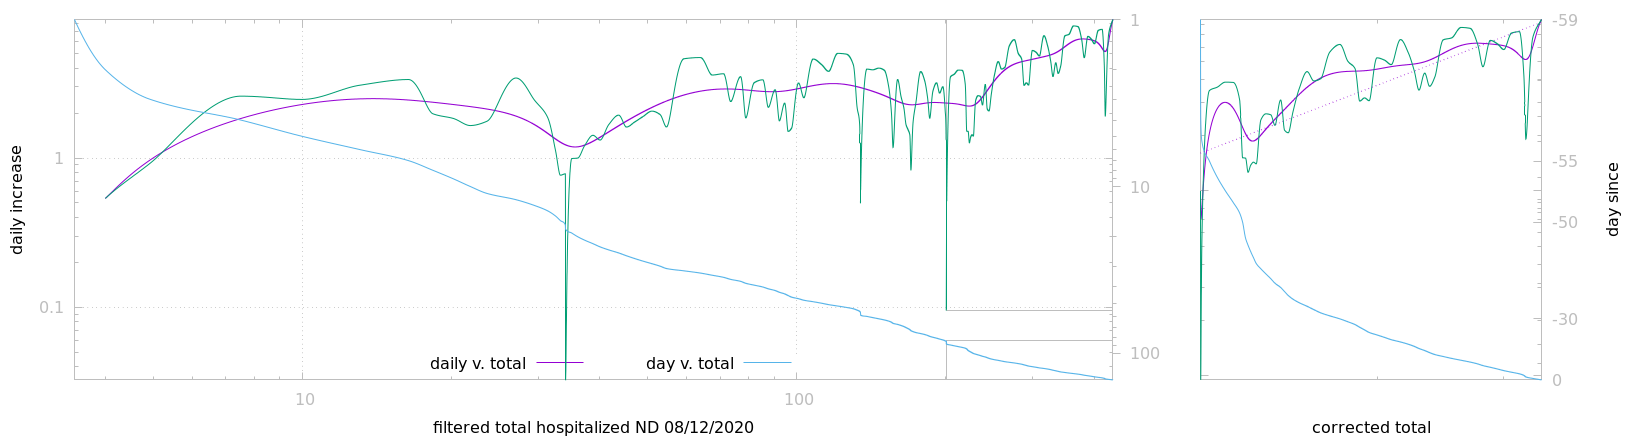 daily increase
1
0.1
10
100
daily v. total
day v. total
filtered total hospitalized ND 08/12/2020
1
10
100
-59
-55
-50
-30
0
day since
corrected total